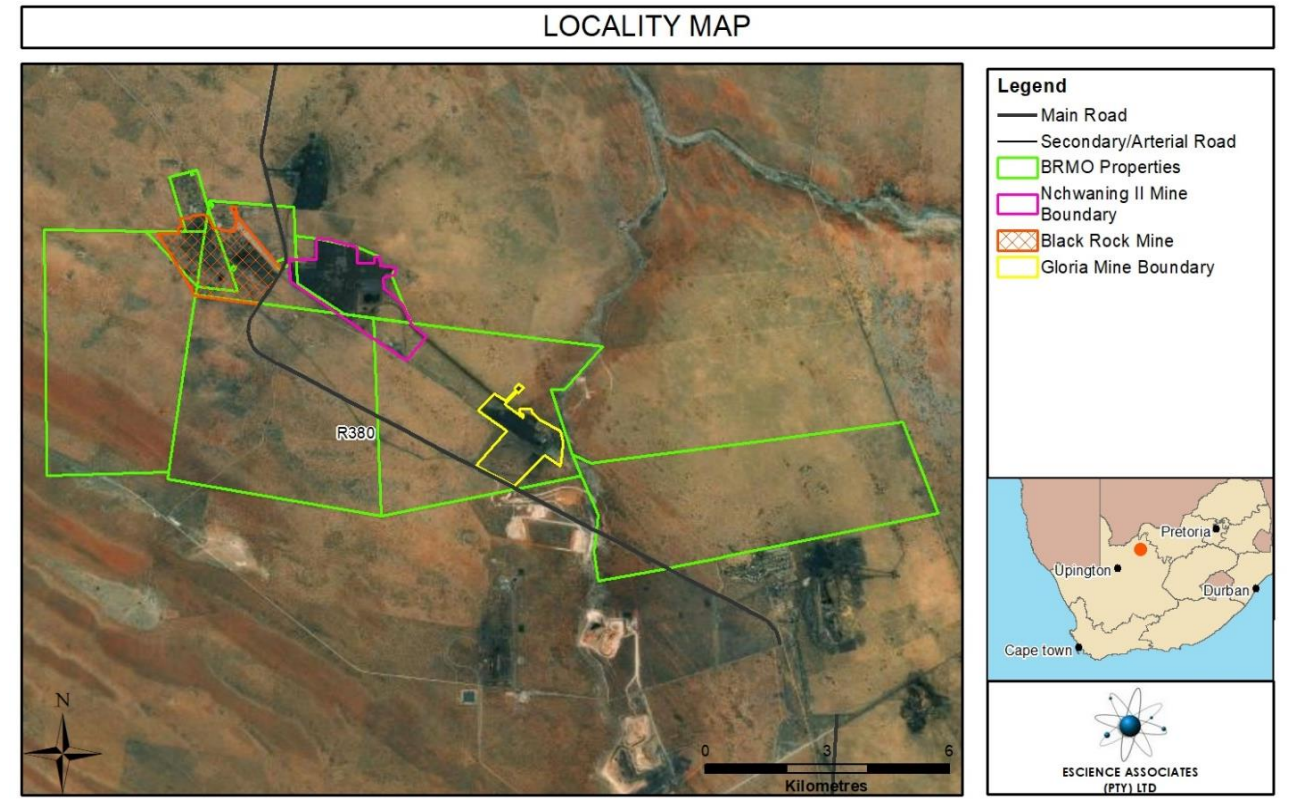 LOCALITY MAP
Legend
Main Road
Secondary/Arterial Road
BRMO Properties
Nchwaning II Mine
Boundary
Black Rock Mine
Gloria Mine Boundary
R380
N
0 3 6
Kilometres
Pretoria
Upington
Durban
Cape town
ESCIENCE ASSOCIATES
(PTY) LTD